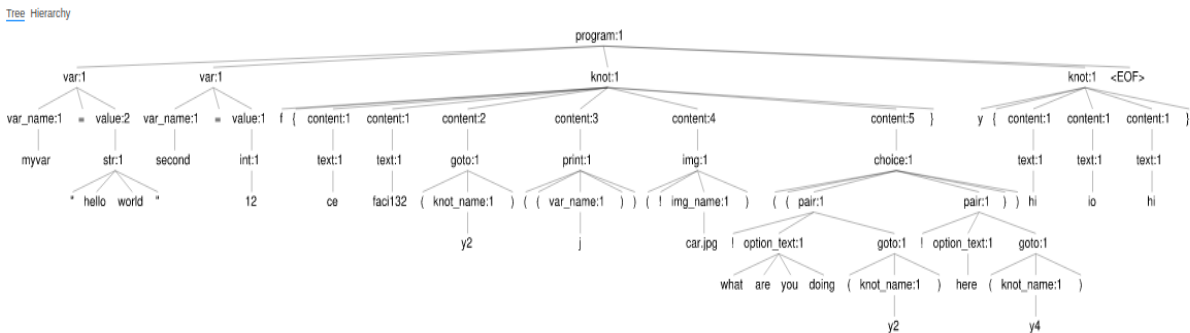 Tree Hierarchy
program:1
var:1 var:1 knot:1 knot:1 <EOF>
var_name:1 = value:2 var_name:1 = value:1 f { content:1 content:1 content:2 content:3 content:4 content:5 } y { content:1 content:1 content:1 }
myvar str:1 second int:1 text:1 text:1 goto:1 print:1 img:1 choice:1 text:1 text:1 text:1
" hello world " 12 ce faci132 ( knot_name:1 ) ( ( var_name:1 ) ) ( ! img_name:1 ) ( ( pair:1 pair:1 ) ) hi io hi
y2 j car.jpg ! option_text:1 goto:1 ! option_text:1 goto:1
what are you doing ( knot_name:1 ) here ( knot_name:1 )
y2 y4